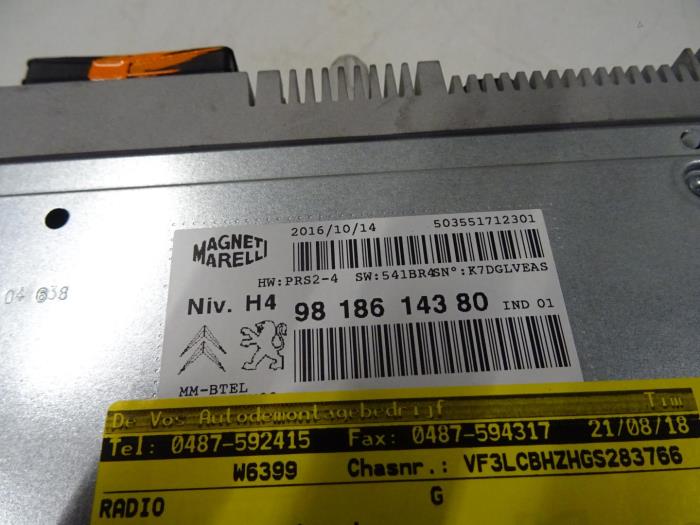 2016/10/14 503551712301
MAGNETI
MARELLI
HW:PRS2-4 SW:541BR4SN°:K7DGLVEAS
Niv. H4 98 186 143 80 IND 01
MM-BTEL
De Vos Autodemontagebedrijf Tim
Tel: 0487-592415 Fax: 0487-594317 21/08/18
W6399 Chasnr.: VF3LCBHZHGS283766
RADIO G